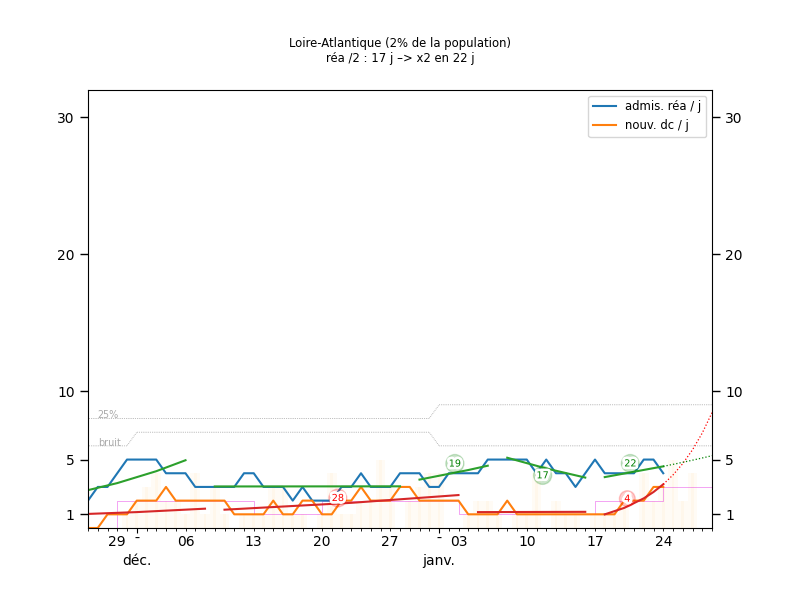 Loire-Atlantique (2% de la population)
réa /2 : 17 j –> x2 en 22 j
admis. réa / j
nouv. dc / j
30 30
20 20
10 10
25%
bruit
5 5
19
17
22
28
4
1 1
29 06 13 20 27 03 10 17 24
déc. janv.